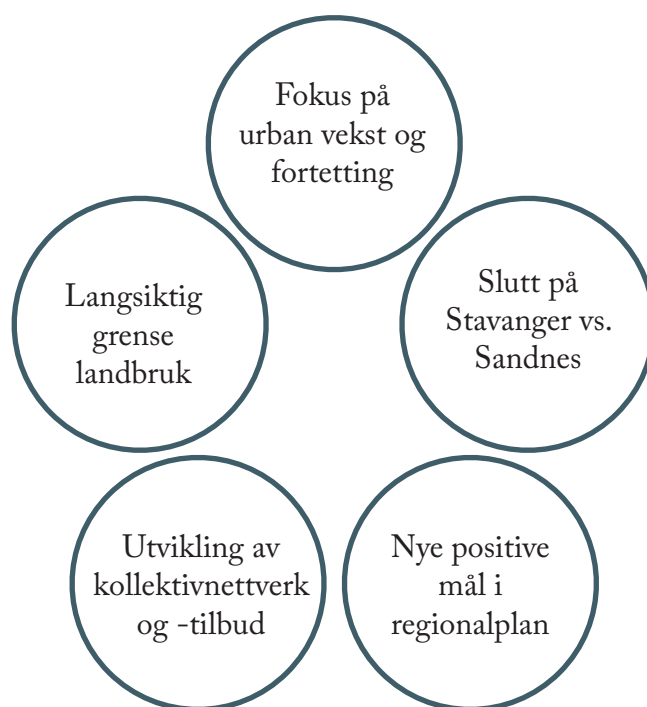 Fokus på
urban vekst og
fortetting
Langsiktig
grense
landbruk
Slutt på
Stavanger vs.
Sandnes
Utvikling av
kollektivnettverk
og -tilbud
Nye positive
mål i
regionalplan